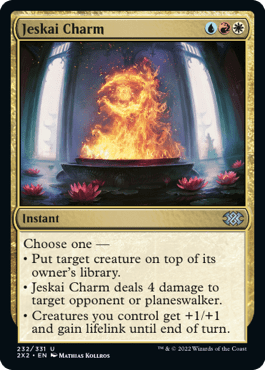 Jeskai Charm
Instant
Choose one —
• Put target creature on top of its
owner's library.
• Jeskai Charm deals 4 damage to
target opponent or planeswalker.
• Creatures you control get +1/+1
and gain lifelink until end of turn.
232/331 U
2X2 • EN Mathias Kollros
™ & © 2022 Wizards of the Coast